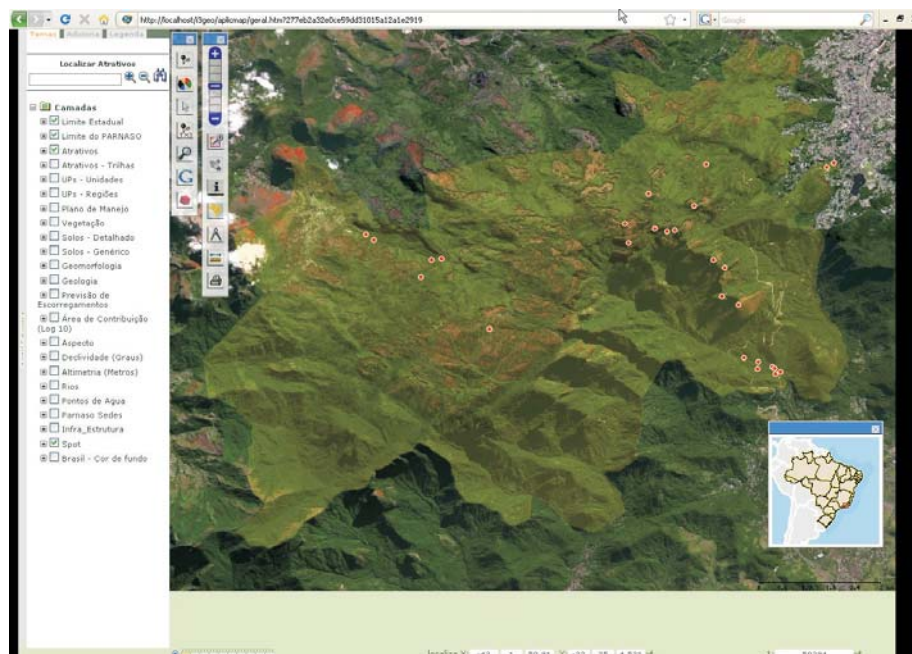 http://localhost/i3geo/aplicmap/geral.htm?277eb2a32e0ce59dd31015a12a1e2919
Google
Temas Adiciona Legenda
Localizar Atrativos
Camadas
Limite Estadual
Limite do PARNASO
Atrativos
Atrativos - Trilhas
UPs - Unidades
UPs - Regiões
Plano de Manejo
Vegetação
Solos - Detalhado
Solos - Genérico
Geomorfologia
Geologia
Previsão de
Escorregamentos
Área de Contribuição
(Log 10)
Aspecto
Declividade (Graus)
Altimetria (Metros)
Rios
Pontos de Agua
Parnaso Sedes
Infra_Estrutura
Spot
Brasil - Cor de fundo